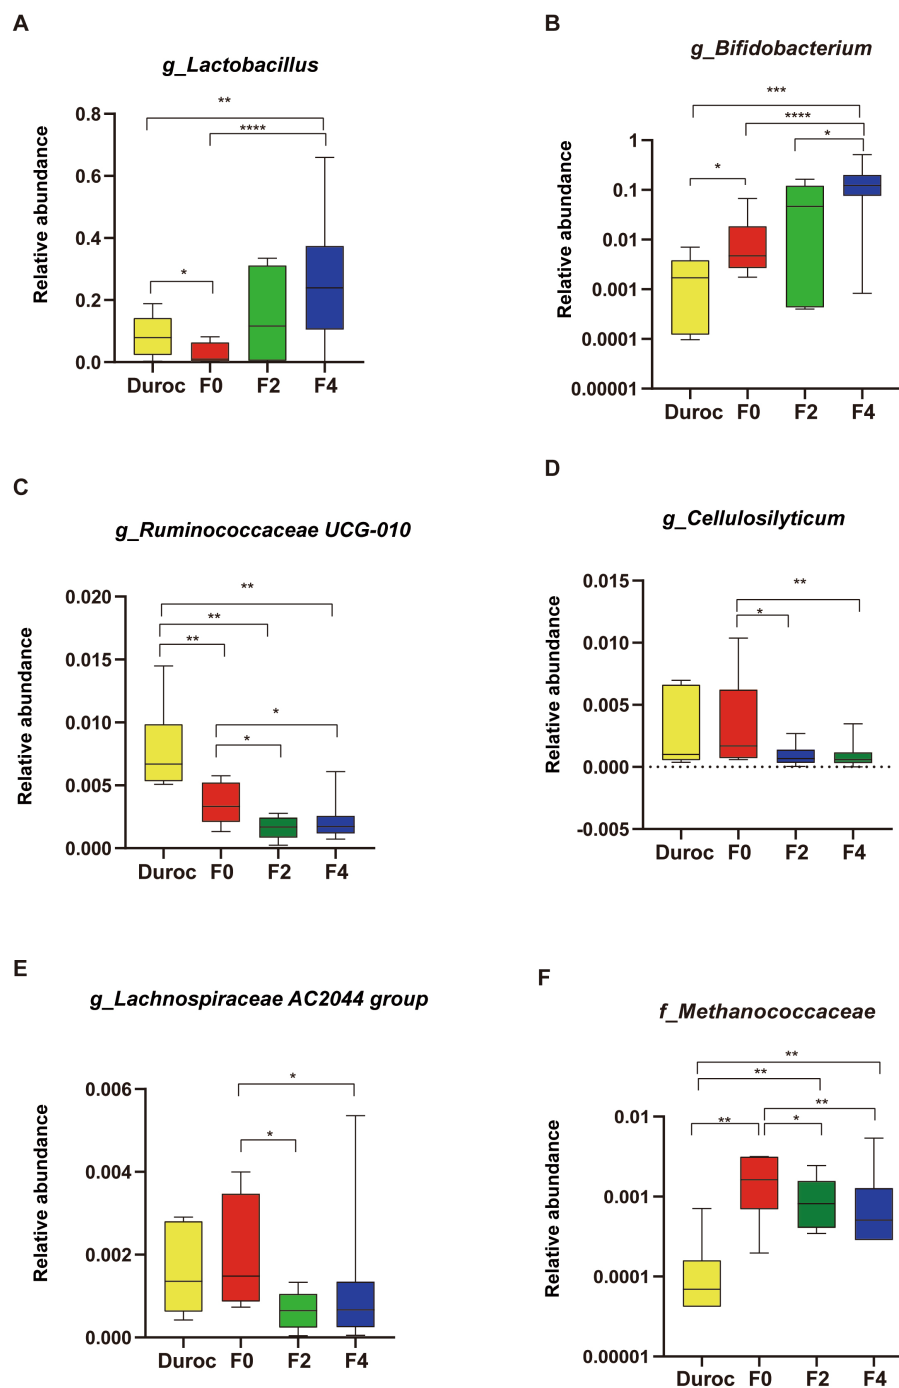 A
g_Lactobacillus
**
****
*
0.8
0.6
0.4
0.2
0.0
Relative abundance
Duroc F0 F2 F4
B
g_Bifidobacterium
***
****
*
*
1
0.1
0.01
0.001
0.0001
0.00001
Relative abundance
Duroc F0 F2 F4
C
g_Ruminococcaceae UCG-010
**
**
**
*
*
0.020
0.015
0.010
0.005
0.000
Relative abundance
Duroc F0 F2 F4
D
g_Cellulosilyticum
**
*
0.015
0.010
0.005
0.000
-0.005
Relative abundance
Duroc F0 F2 F4
E
g_Lachnospiraceae AC2044 group
*
*
0.006
0.004
0.002
0.000
Relative abundance
Duroc F0 F2 F4
F
f_Methanococcaceae
**
**
**
** *
0.01
0.001
0.0001
0.00001
Relative abundance
Duroc F0 F2 F4